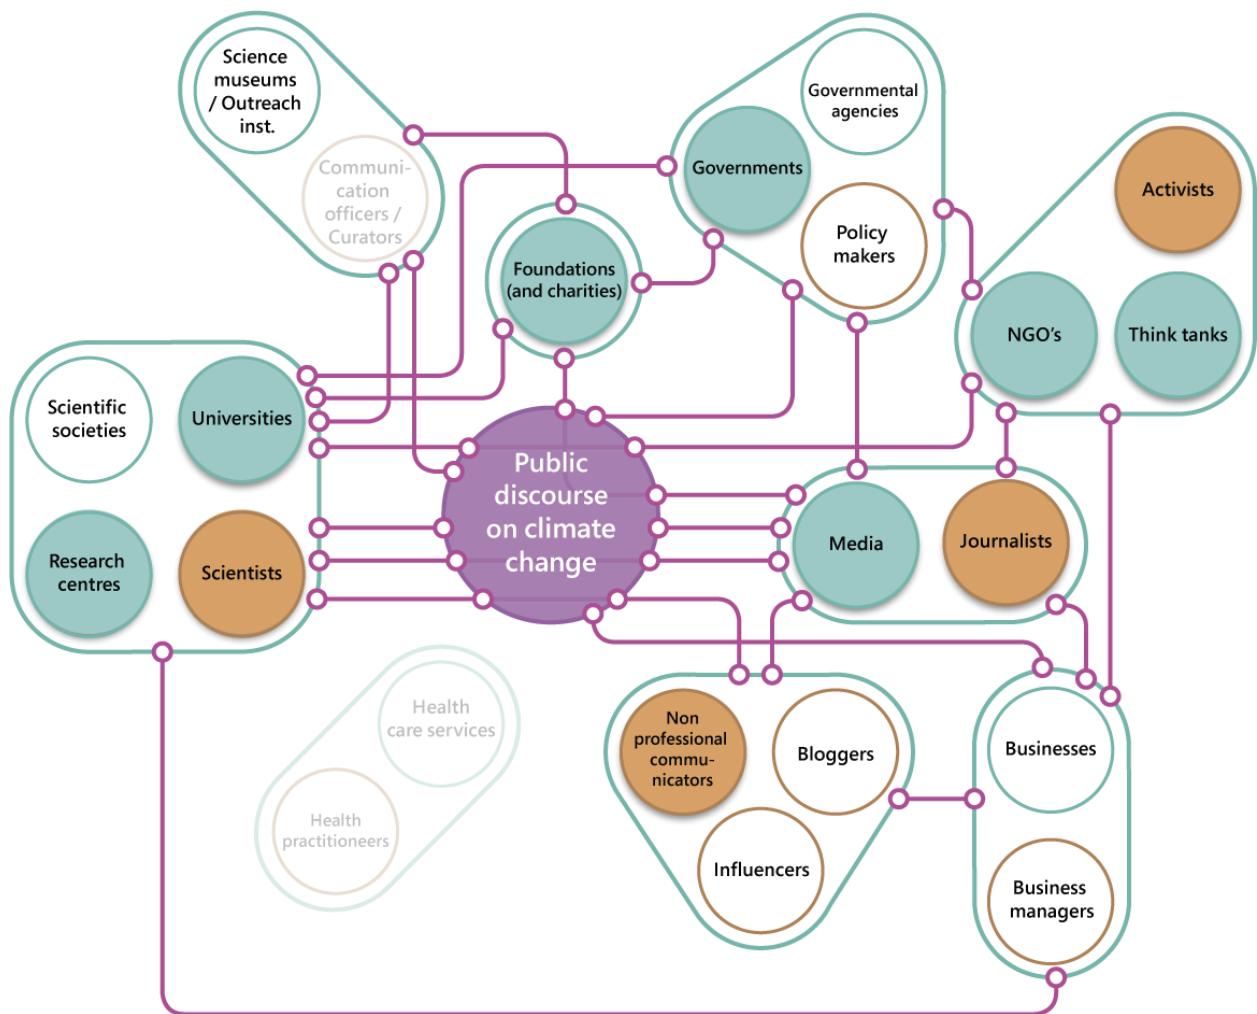 Science
museums
/ Outreach
inst.
Communi-
cation
officers /
Curators
Governmental
agencies
Governments
Policy
makers
Activists
NGO's
Think tanks
Foundations
(and charities)
Scientific
societies
Universities
Research
centres
Scientists
Public
discourse
on climate
change
Media
Journalists
Health
care services
Health
practitioneers
Non
professional
commu-
nicators
Bloggers
Influencers
Businesses
Business
managers